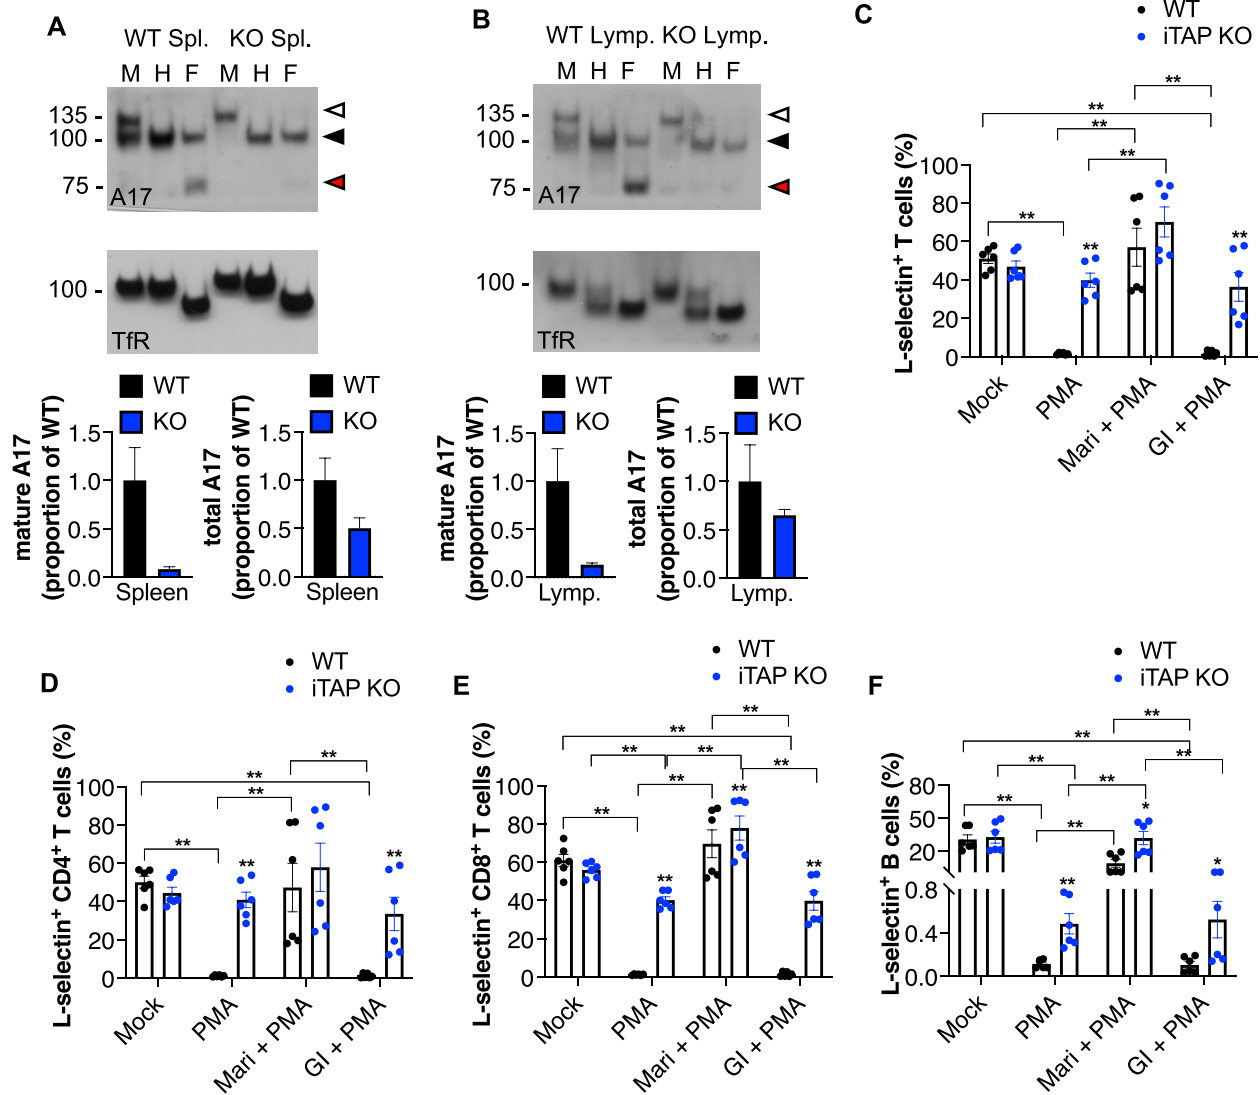 A
WT Spl. KO Spl.
M H F M H F
135 -
100 -
75 -
A17
100 -
TfR
WT
KO
mature A17
(proportion of WT)
1.5
1.0
0.5
0.0
Spleen
WT
KO
total A17
(proportion of WT)
1.5
1.0
0.5
0.0
Spleen
B
WT Lymp. KO Lymp.
M H F M H F
135 -
100 -
75 -
A17
100 -
TfR
WT
KO
mature A17
(proportion of WT)
1.5
1.0
0.5
0.0
Lymp.
WT
KO
total A17
(proportion of WT)
1.5
1.0
0.5
0.0
Lymp.
C
WT
iTAP KO
L-selectin⁺ T cells (%)
100
80
60
40
20
0
**
**
**
**
**
**
**
Mock
PMA
Mari + PMA
GI + PMA
D
WT
iTAP KO
L-selectin⁺ CD4⁺ T cells (%)
100
80
60
40
20
0
**
**
**
**
**
**
Mock
PMA
Mari + PMA
GI + PMA
E
WT
iTAP KO
L-selectin⁺ CD8⁺ T cells (%)
100
80
60
40
20
0
**
**
** **
**
**
**
**
**
**
Mock
PMA
Mari + PMA
GI + PMA
F
WT
iTAP KO
L-selectin⁺ B cells (%)
80
50
20
0.8
0.4
0.0
**
**
** **
**
**
**
*
**
*
Mock
PMA
Mari + PMA
GI + PMA